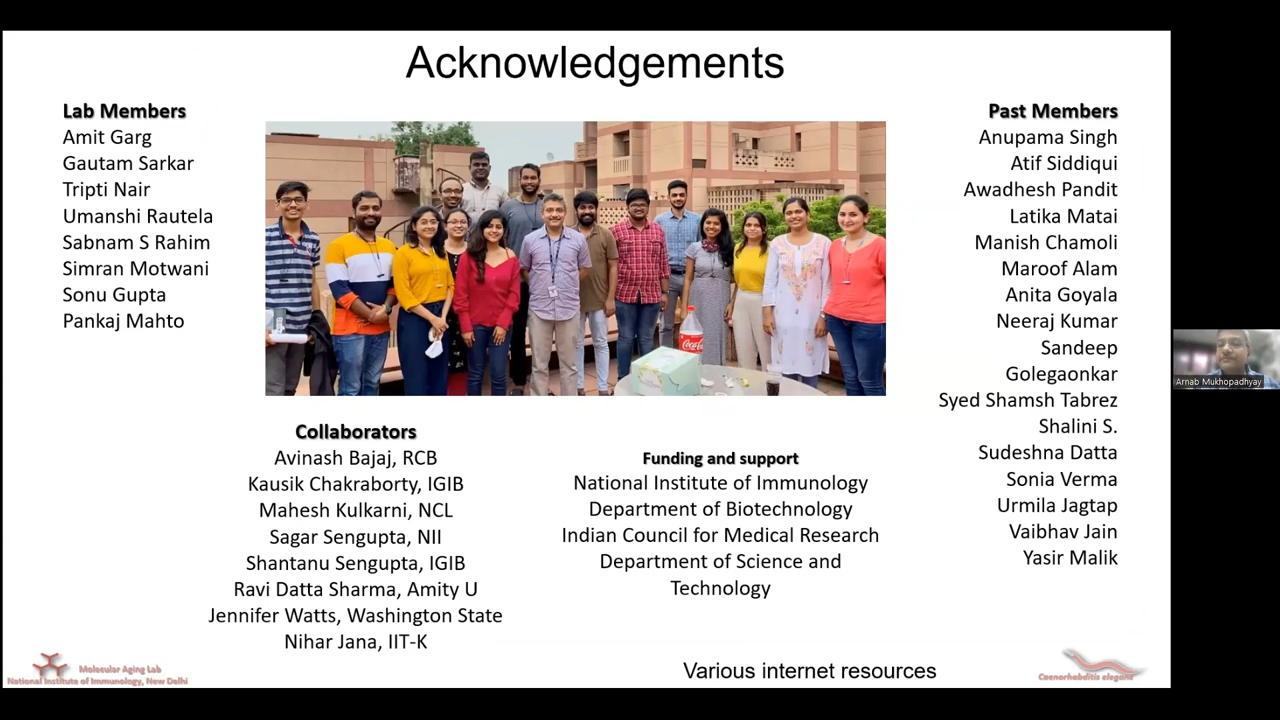 Acknowledgements
Lab Members
Amit Garg
Gautam Sarkar
Tripti Nair
Umanshi Rautela
Sabnam S Rahim
Simran Motwani
Sonu Gupta
Pankaj Mahto
Past Members
Anupama Singh
Atif Siddiqui
Awadhesh Pandit
Latika Matai
Manish Chamoli
Maroof Alam
Anita Goyala
Neeraj Kumar
Sandeep
Golegaonkar
Syed Shamsh Tabrez
Shalini S.
Sudeshna Datta
Sonia Verma
Urmila Jagtap
Vaibhav Jain
Yasir Malik
Coca-Cola
Arnab Mukhopadhyay
Collaborators
Avinash Bajaj, RCB
Kausik Chakraborty, IGIB
Mahesh Kulkarni, NCL
Sagar Sengupta, NII
Shantanu Sengupta, IGIB
Ravi Datta Sharma, Amity U
Jennifer Watts, Washington State
Nihar Jana, IIT-K
Funding and support
National Institute of Immunology
Department of Biotechnology
Indian Council for Medical Research
Department of Science and
Technology
Various internet resources
Molecular Aging Lab
National Institute of Immunology, New Delhi
Caenorhabditis elegans